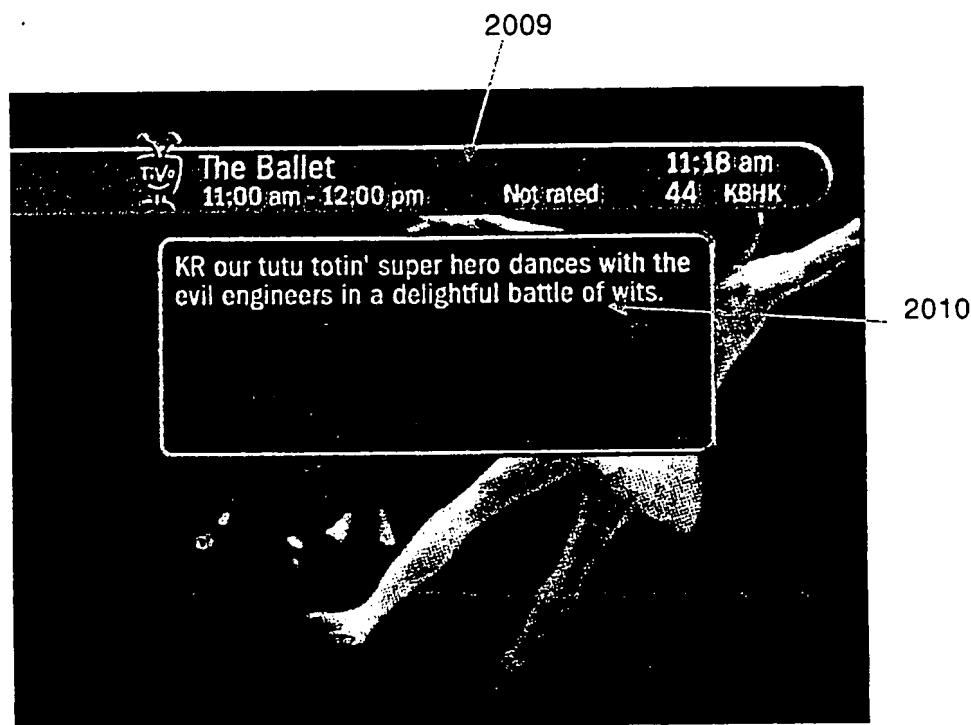 2009
TiVo The Ballet 11:18 am
11:00 am - 12:00 pm Not rated 44 KBHK
KR our tutu totin' super hero dances with the
evil engineers in a delightful battle of wits.
2010